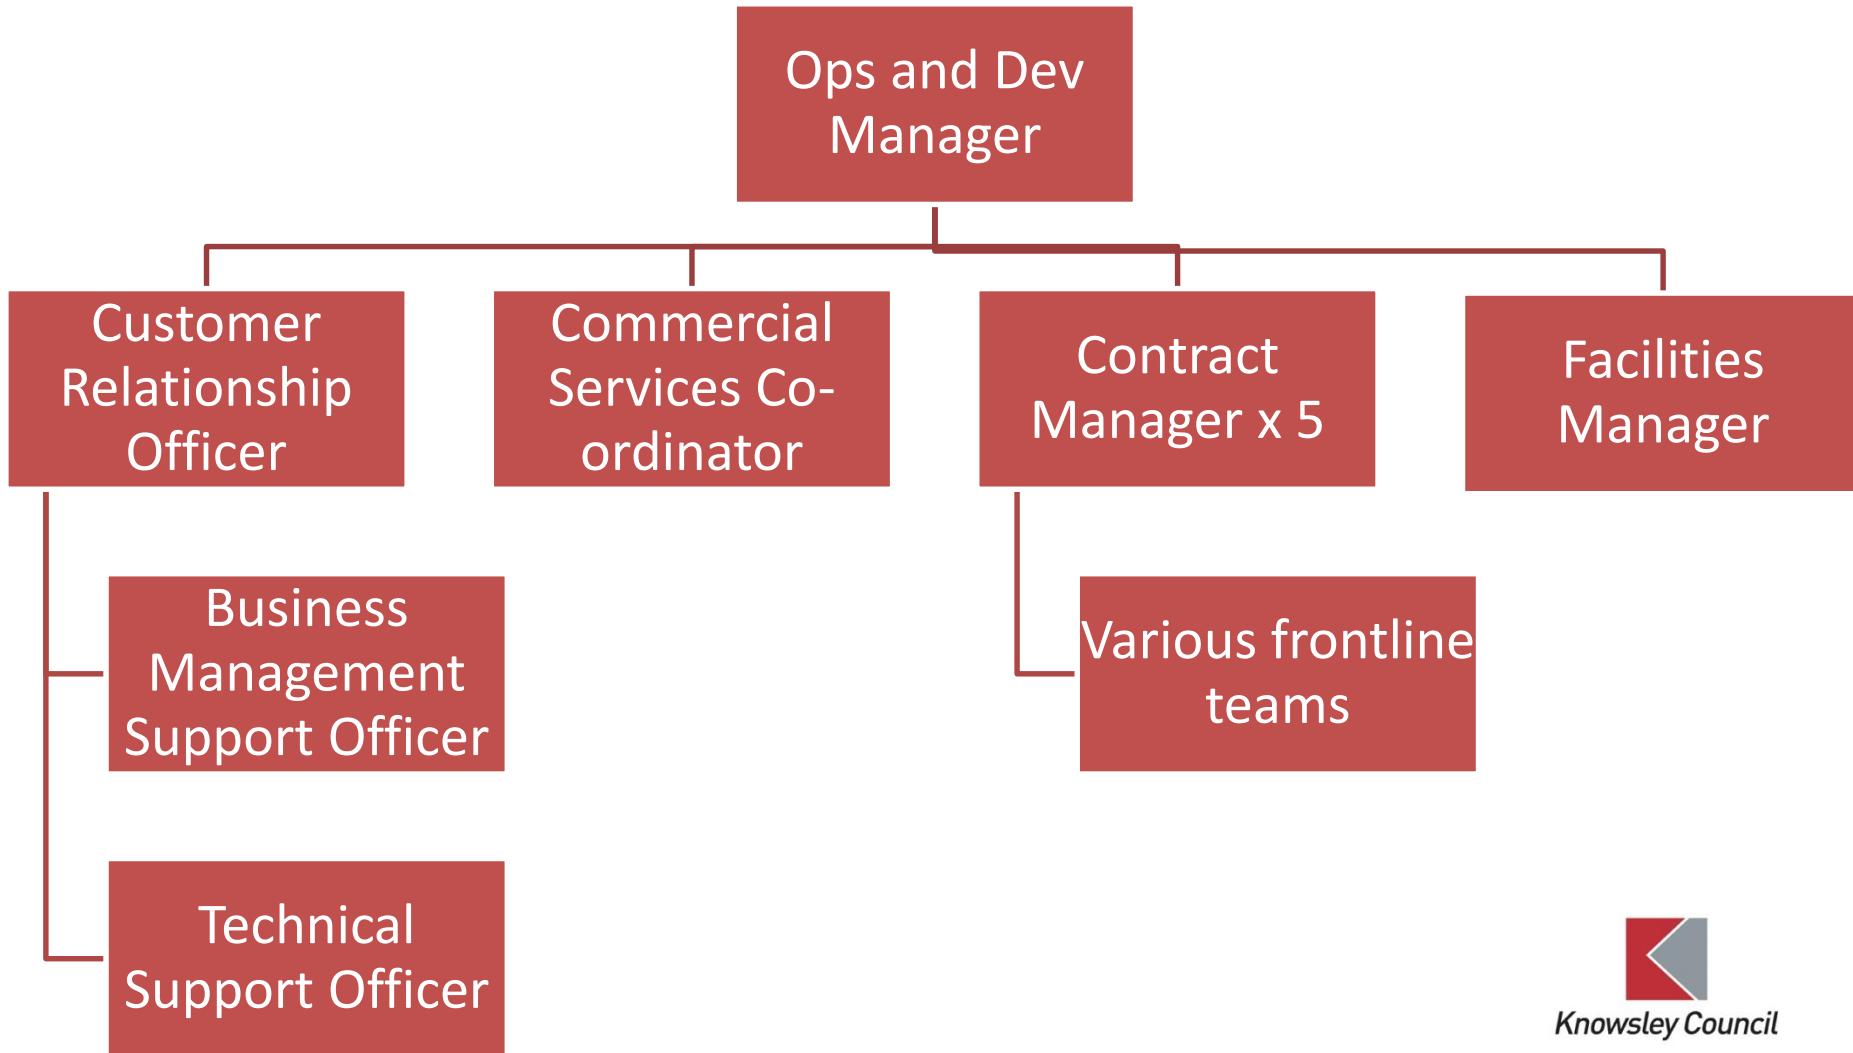 Ops and Dev
Manager
Customer
Relationship
Officer
Commercial
Services Co-
ordinator
Contract
Manager x 5
Facilities
Manager
Business
Management
Support Officer
Various frontline
teams
Technical
Support Officer
Knowsley Council